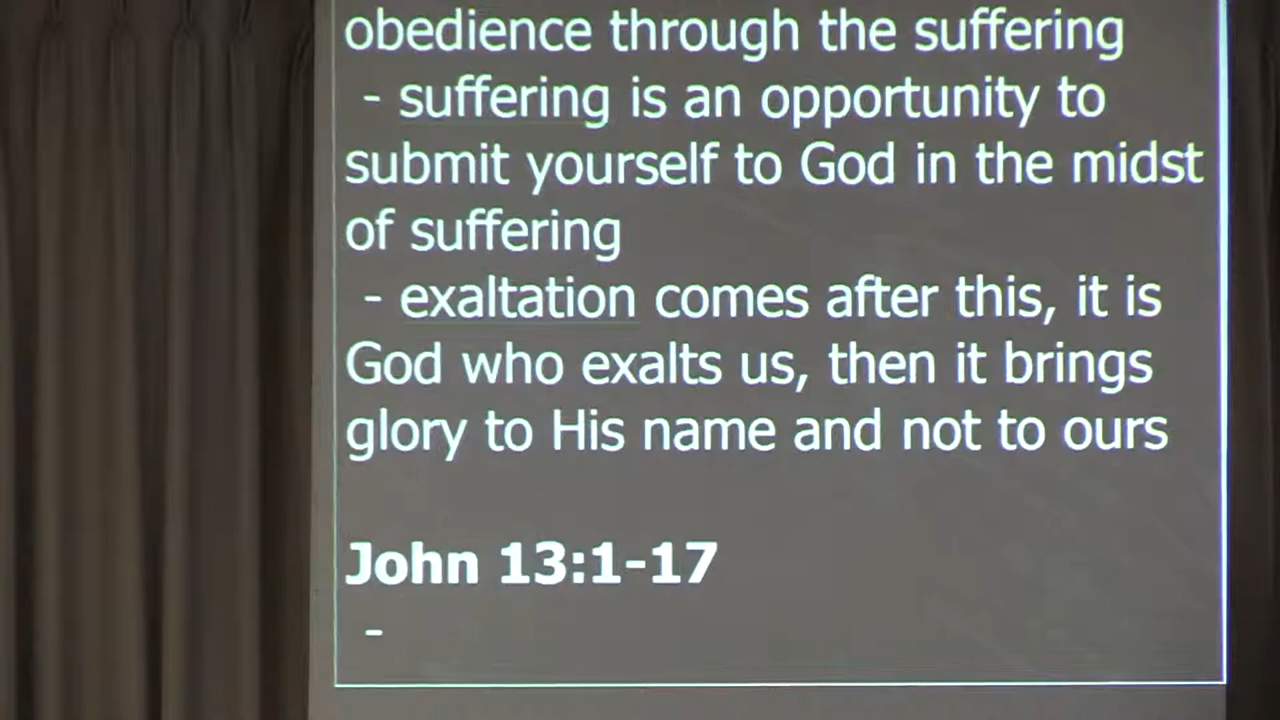 obedience through the suffering
- suffering is an opportunity to
submit yourself to God in the midst
of suffering
- exaltation comes after this, it is
God who exalts us, then it brings
glory to His name and not to ours
John 13:1-17
-